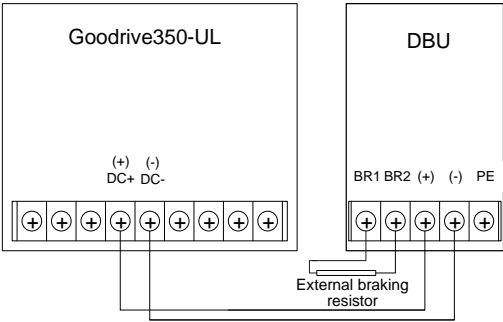 Goodrive350-UL
DBU
(+) (-)
DC+ DC-
BR1 BR2 (+) (-) PE
External braking
resistor